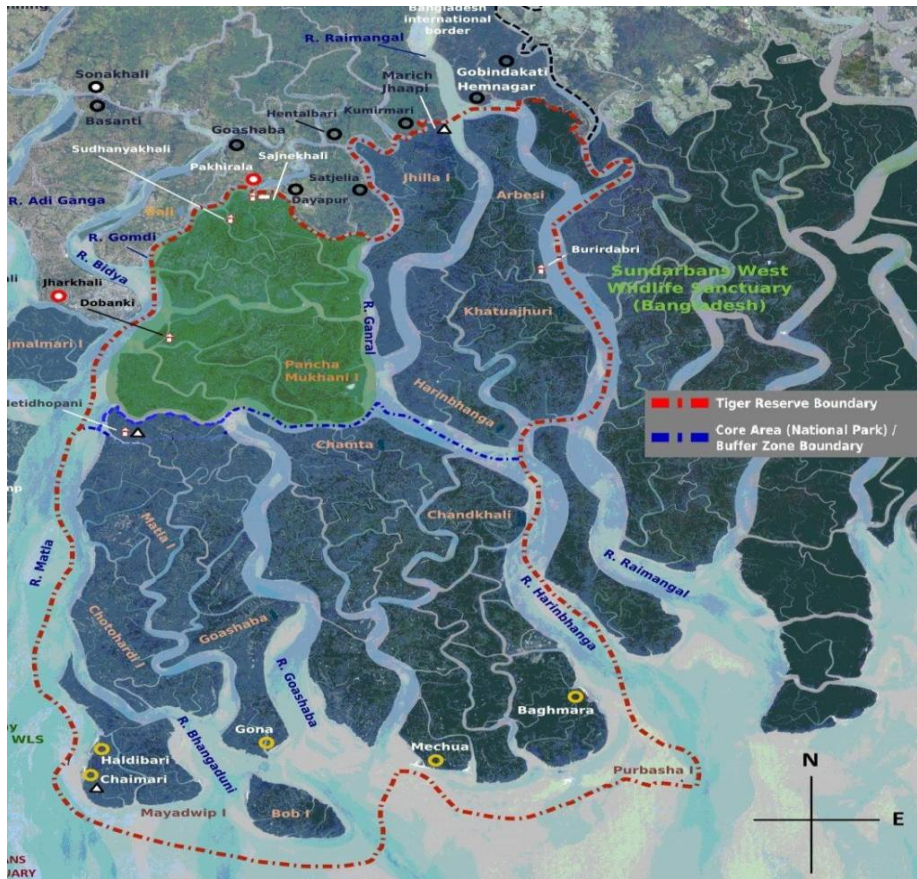 Bangladesh
international
border
R. Raimangal
Gobindakati
Hemnagar
Marich
Jhaapi
Sonakhali
Basanti
Hentalbari
Kumirmari
Goashaba
Sudhanyakhali
Sajnekhali
Pakhirala
Satjelia
Dayapur
Jhilla I
Arbesi
R. Adi Ganga
R. Gomdi
R. Bidya
Burirdabri
Jharkhali
Dobanki
R. Ganral
Sundarbans West
Wildlife Sanctuary
(Bangladesh)
Khatuajhuri
Pancha
Mukhani I
Harinbhanga
Tiger Reserve Boundary
Core Area (National Park) /
Buffer Zone Boundary
Chamta
Chandkhali
Matla I
R. Matla
R. Raimangal
R. Harinbhanga
Chotohardi I
Goashaba
R. Goashaba
R. Bhangaduni
Baghmara
Gona
Haldibari
Mechua
Chaimari
Purbasha I
Mayadwip I
Bob I
WLS
N
E